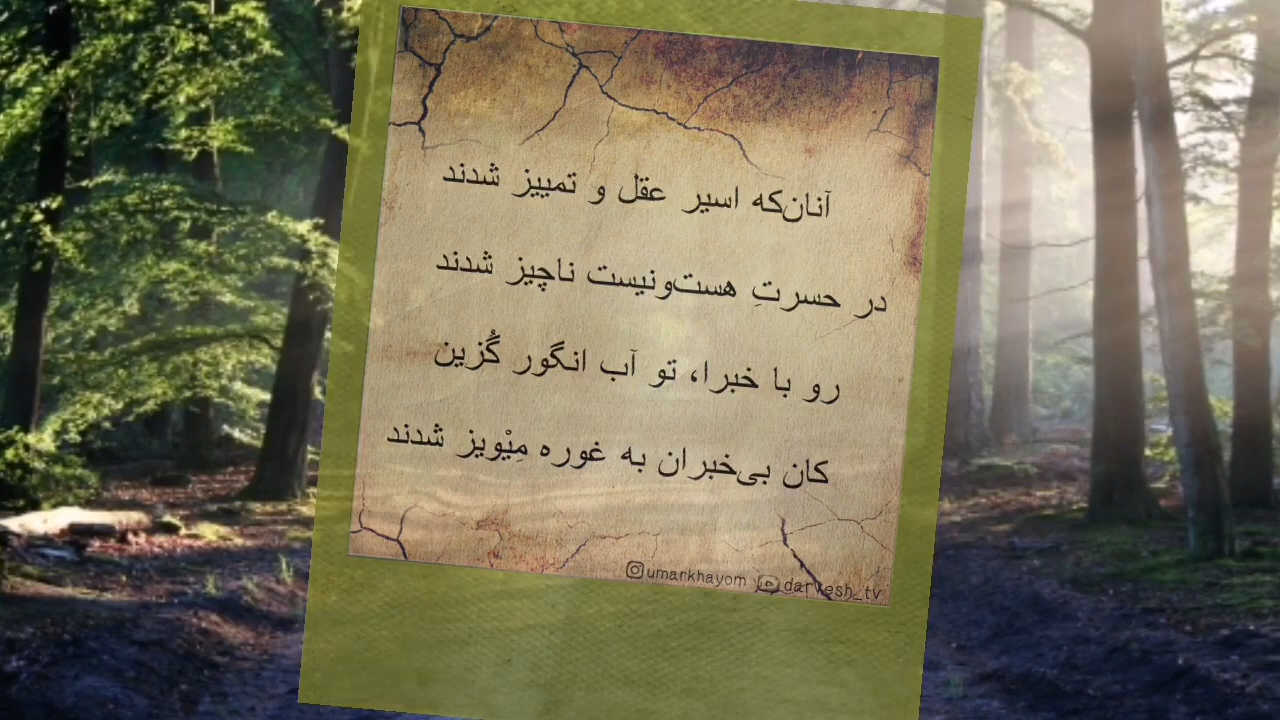 آنان‌که اسیر عقل و تمییز شدند
در حسرتِ هست‌ونیست ناچیز شدند
رو با خبرا، تو آب انگور گُزین
کان بی‌خبران به غوره مِیْویز شدند
umarkhayom darvesh_tv